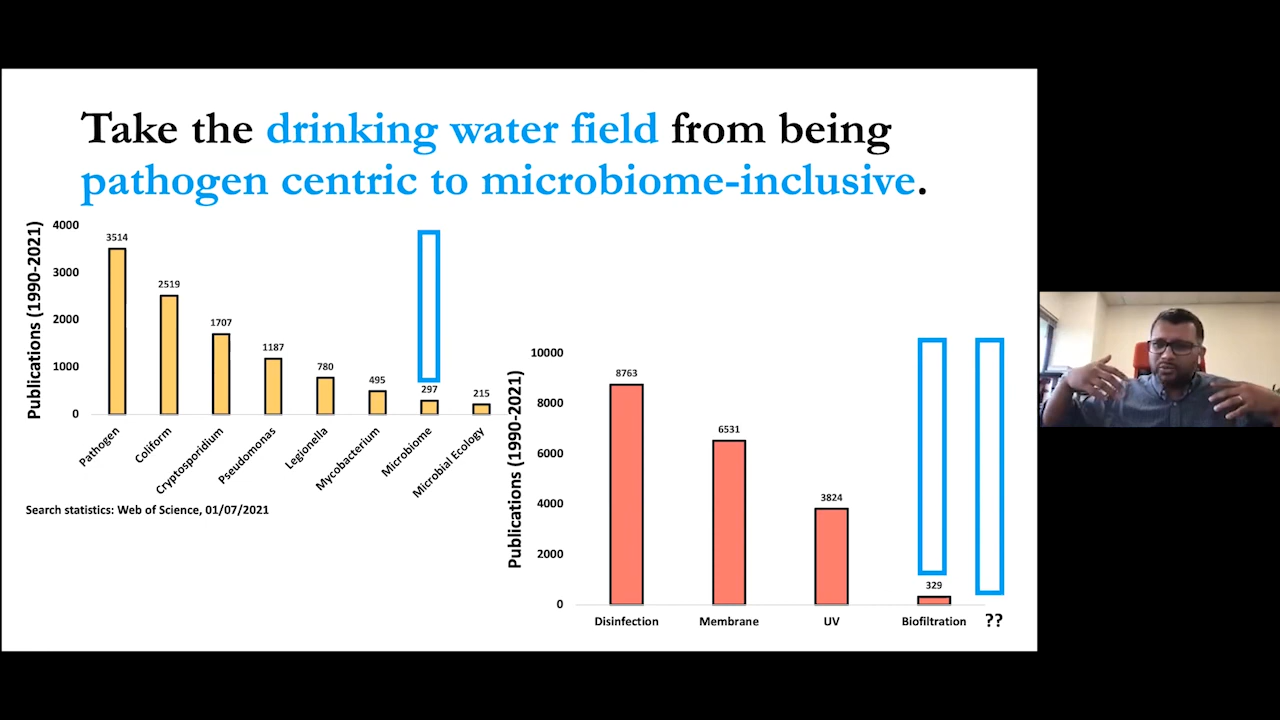 Take the drinking water field from being
pathogen centric to microbiome-inclusive.
Publications (1990-2021)
4000
3000
2000
1000
0
3514
2519
1707
1187
780
495
297
215
Pathogen
Coliform
Cryptosporidium
Pseudomonas
Legionella
Mycobacterium
Microbiome
Microbial Ecology
Search statistics: Web of Science, 01/07/2021
Publications (1990-2021)
10000
8000
6000
4000
2000
0
8763
6531
3824
329
Disinfection
Membrane
UV
Biofiltration
??